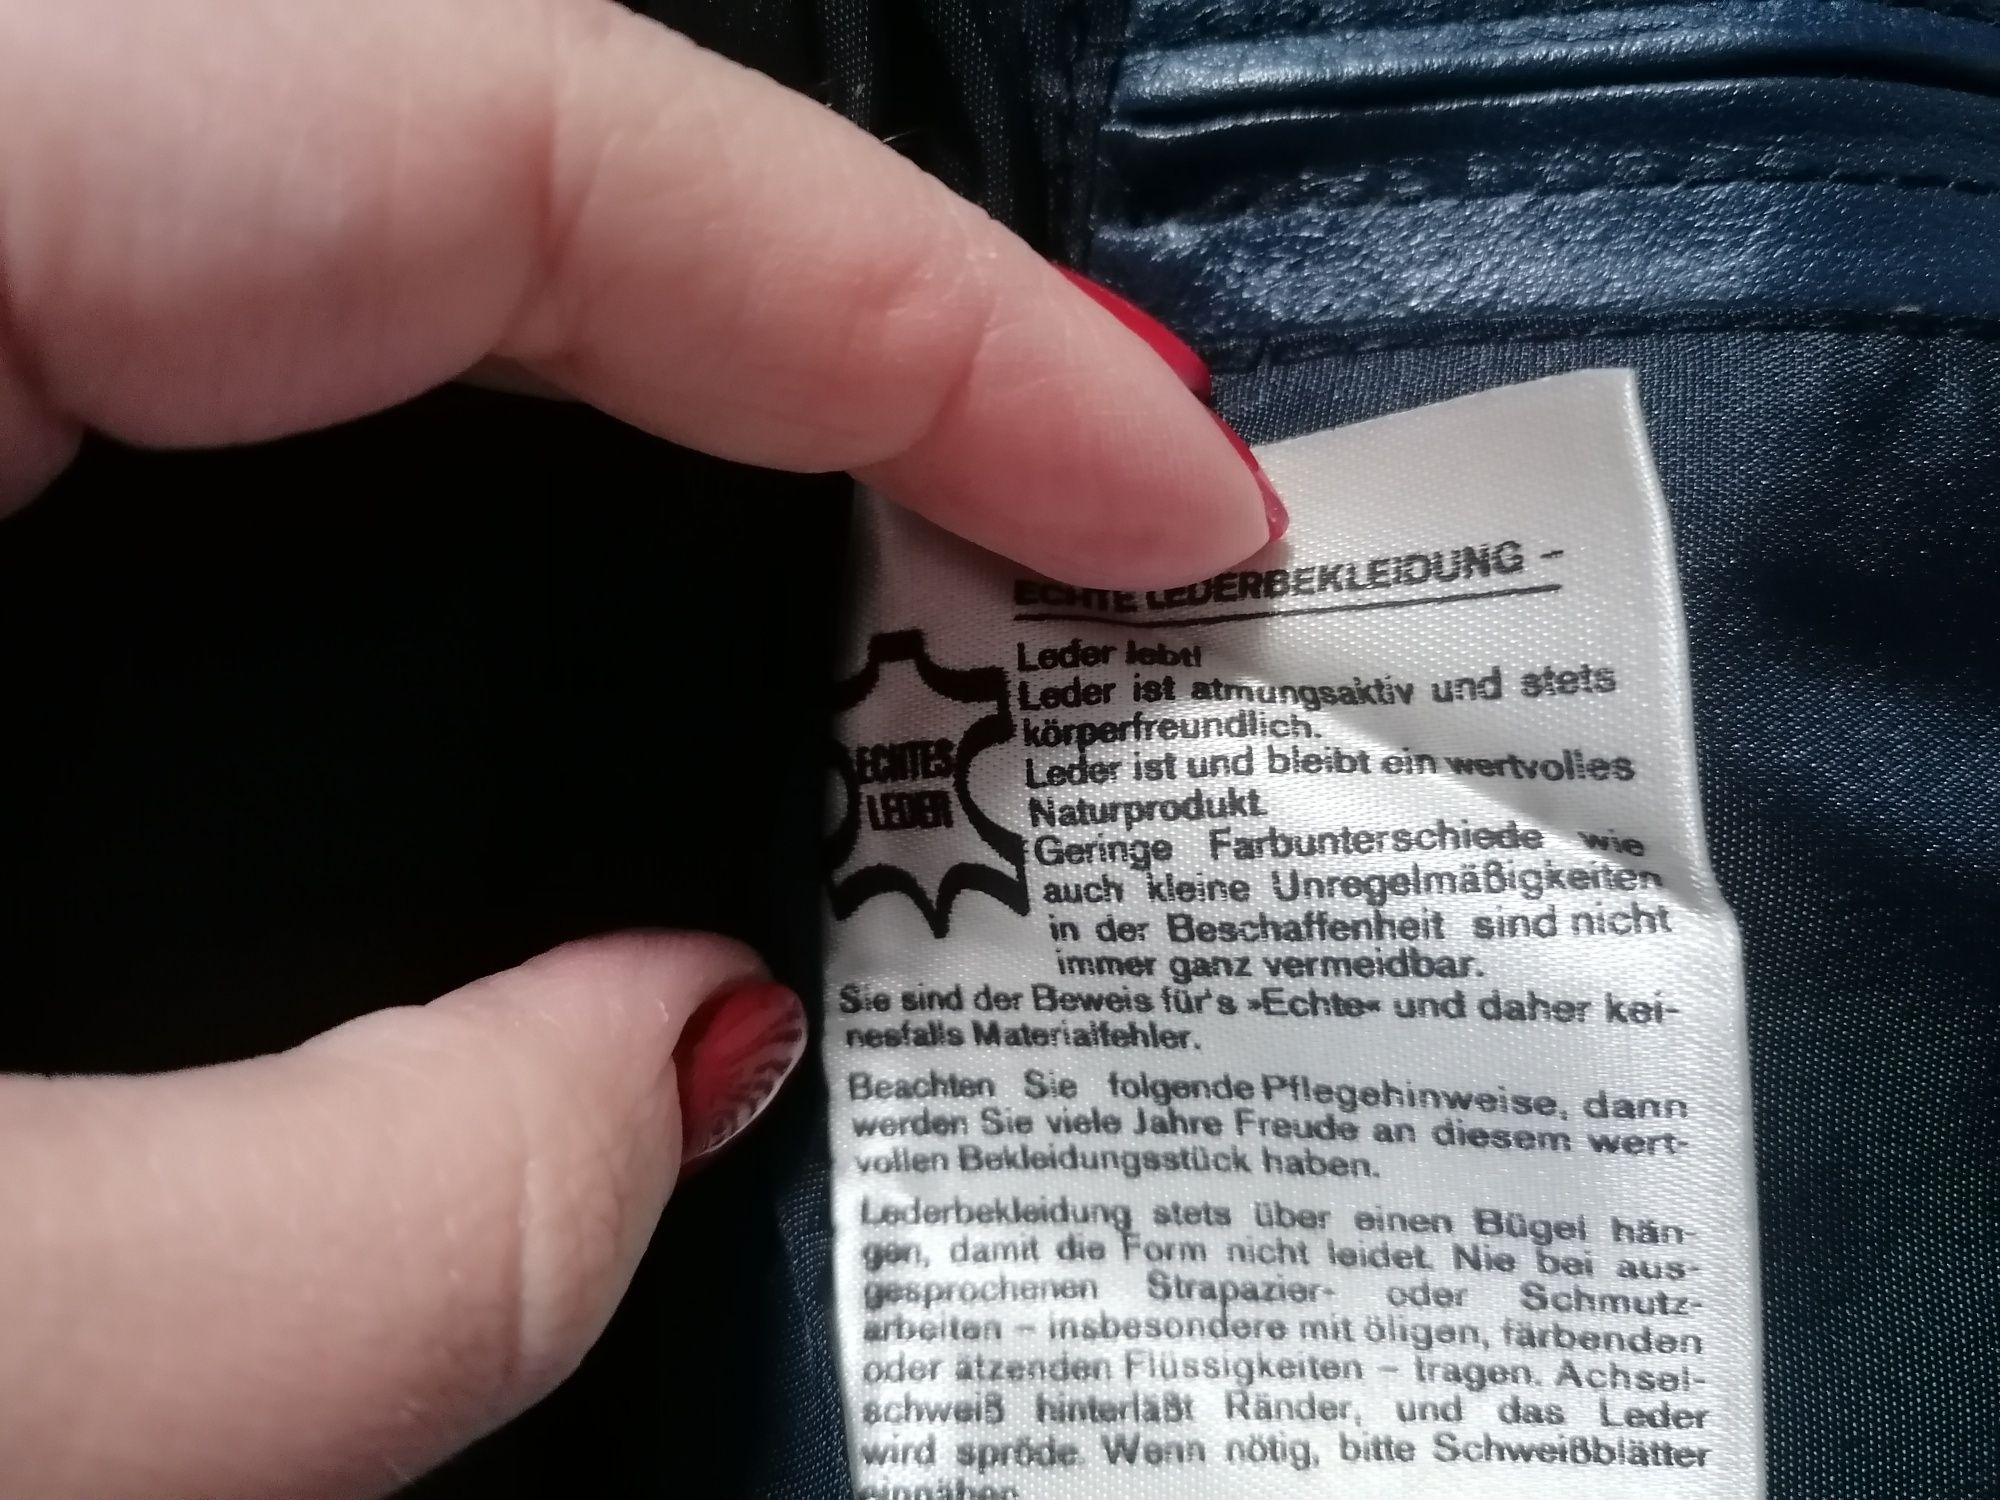 ECHTE LEDERBEKLEIDUNG -
ECHTES
LEDER
Leder lebt!
Leder ist atmungsaktiv und stets
körperfreundlich.
Leder ist und bleibt ein wertvolles
Naturprodukt.
Geringe Farbunterschiede wie
auch kleine Unregelmäßigkeiten
in der Beschaffenheit sind nicht
immer ganz vermeidbar.
Sie sind der Beweis für's »Echte« und daher kei-
nesfalls Materialfehler.
Beachten Sie folgende Pflegehinweise, dann
werden Sie viele Jahre Freude an diesem wert-
vollen Bekleidungsstück haben.
Lederbekleidung stets über einen Bügel hän-
gen, damit die Form nicht leidet. Nie bei aus-
gesprochenen Strapazier- oder Schmutz-
arbeiten – insbesondere mit öligen, färbenden
oder ätzenden Flüssigkeiten – tragen. Achsel-
schweiß hinterläßt Ränder, und das Leder
wird spröde. Wenn nötig, bitte Schweißblätter
einnähen